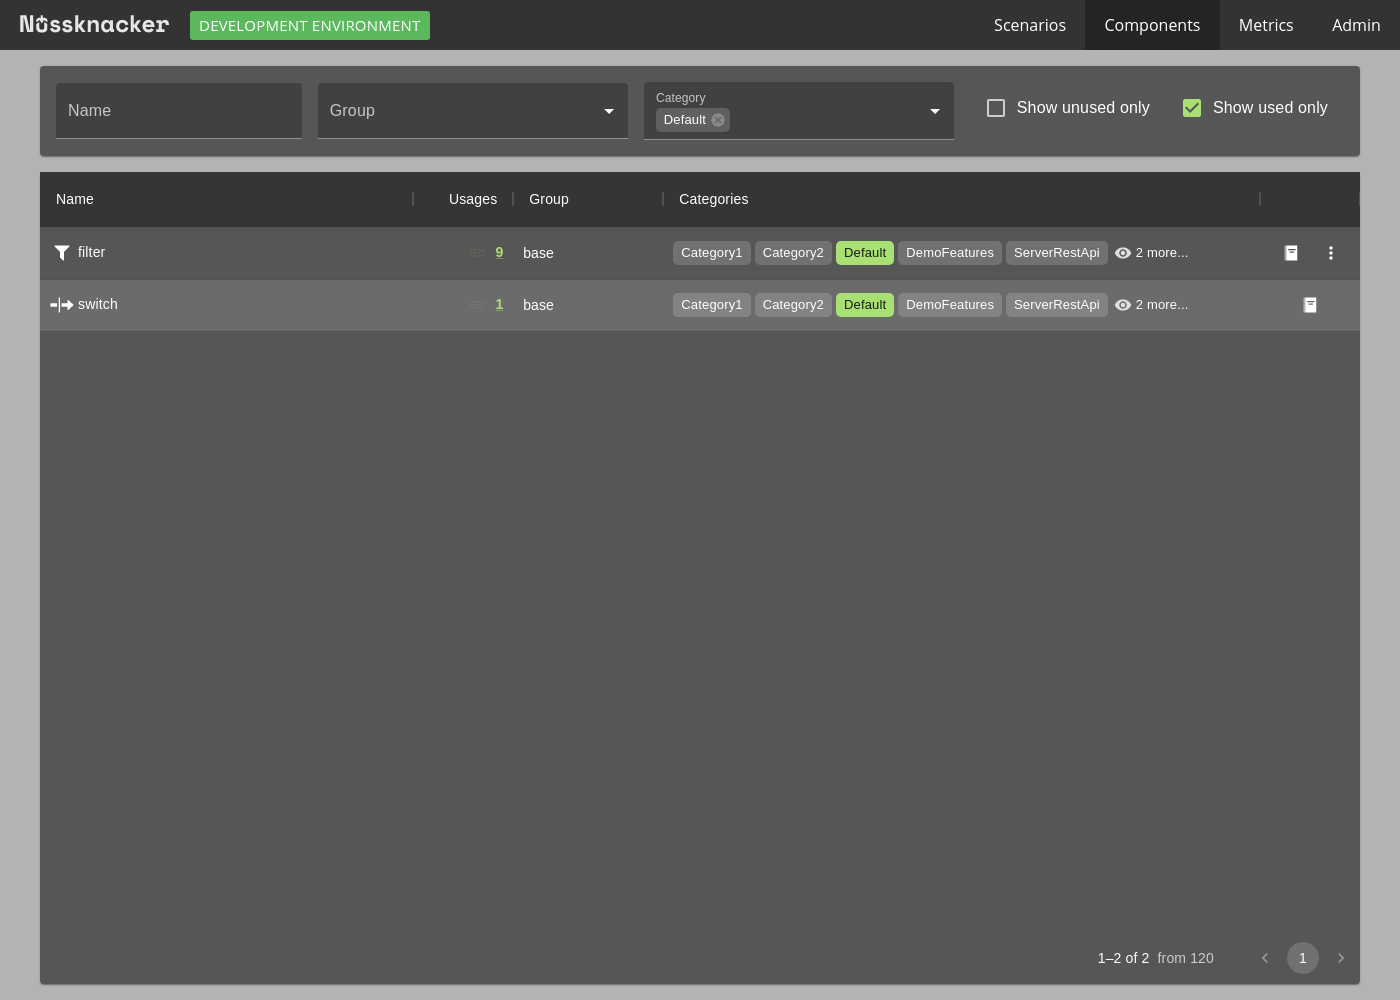 Nussknacker DEVELOPMENT ENVIRONMENT Scenarios Components Metrics Admin
Name Group Category Default Show unused only Show used only
Name Usages Group Categories
filter 9 base Category1 Category2 Default DemoFeatures ServerRestApi 2 more...
switch 1 base Category1 Category2 Default DemoFeatures ServerRestApi 2 more...
1–2 of 2 from 120 1